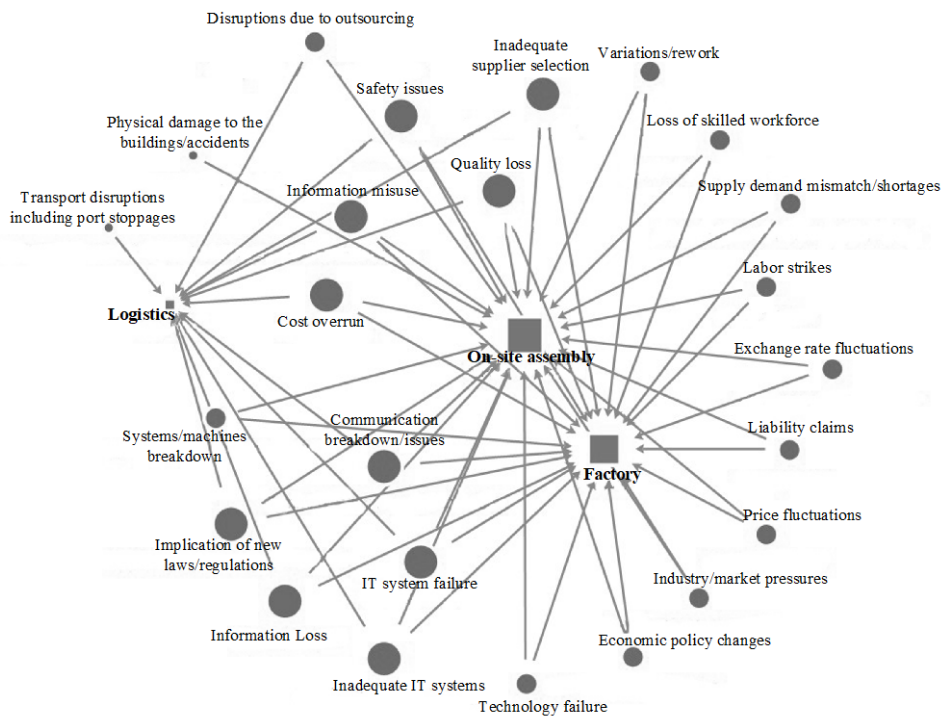 Disruptions due to outsourcing
Inadequate
supplier selection
Variations/rework
Safety issues
Physical damage to the
buildings/accidents
Loss of skilled workforce
Quality loss
Information misuse
Supply demand mismatch/shortages
Transport disruptions
including port stoppages
Labor strikes
Logistics
Cost overrun
On-site assembly
Exchange rate fluctuations
Communication
breakdown/issues
Systems/machines
breakdown
Liability claims
Factory
Price fluctuations
Implication of new
laws/regulations
IT system failure
Industry/market pressures
Information Loss
Economic policy changes
Inadequate IT systems
Technology failure